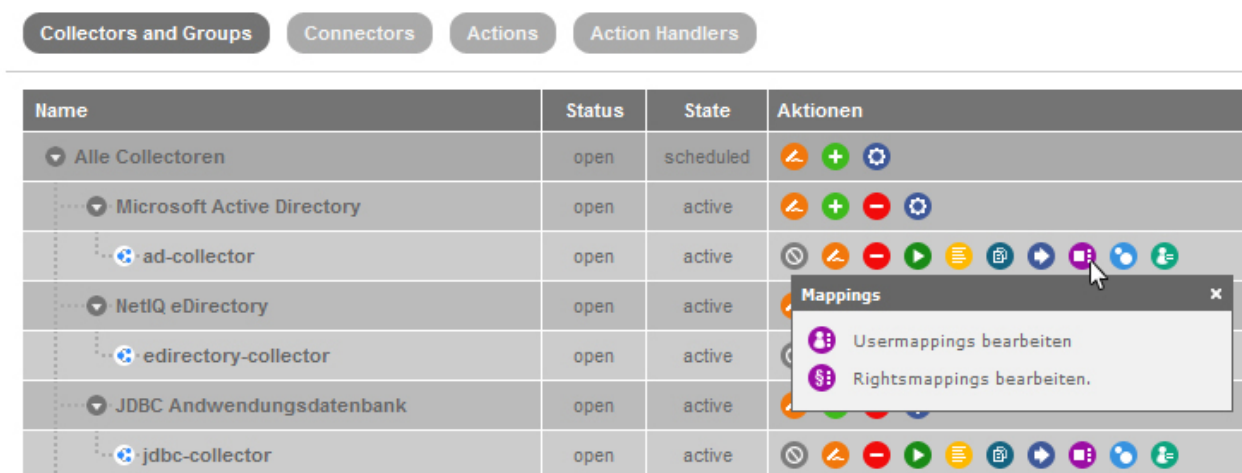 Collectors and Groups Connectors Actions Action Handlers
Name Status State Aktionen
Alle Collectoren open scheduled
Microsoft Active Directory open active
ad-collector open active
NetIQ eDirectory open active
Mappings ×
edirectory-collector open active
Usermappings bearbeiten
§ Rightsmappings bearbeiten.
JDBC Andwendungsdatenbank open active
jdbc-collector open active